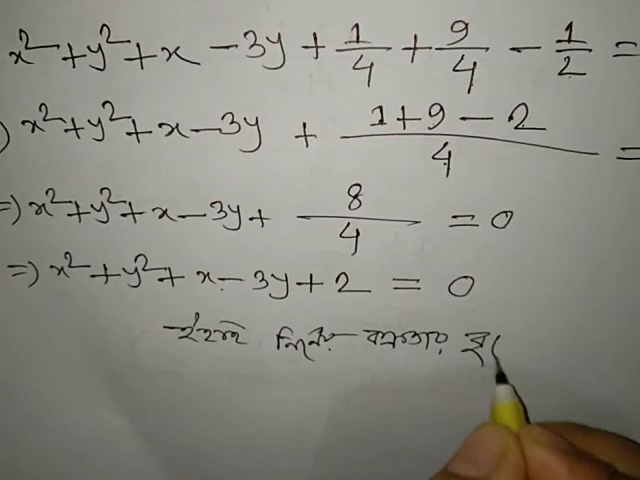 x² + y² + x - 3y + 1/4 + 9/4 - 1/2 =
) x² + y² + x - 3y + (1+9-2)/4 =
=> x² + y² + x - 3y + 8/4 = 0
=> x² + y² + x - 3y + 2 = 0
ইহাই নির্ণেয়